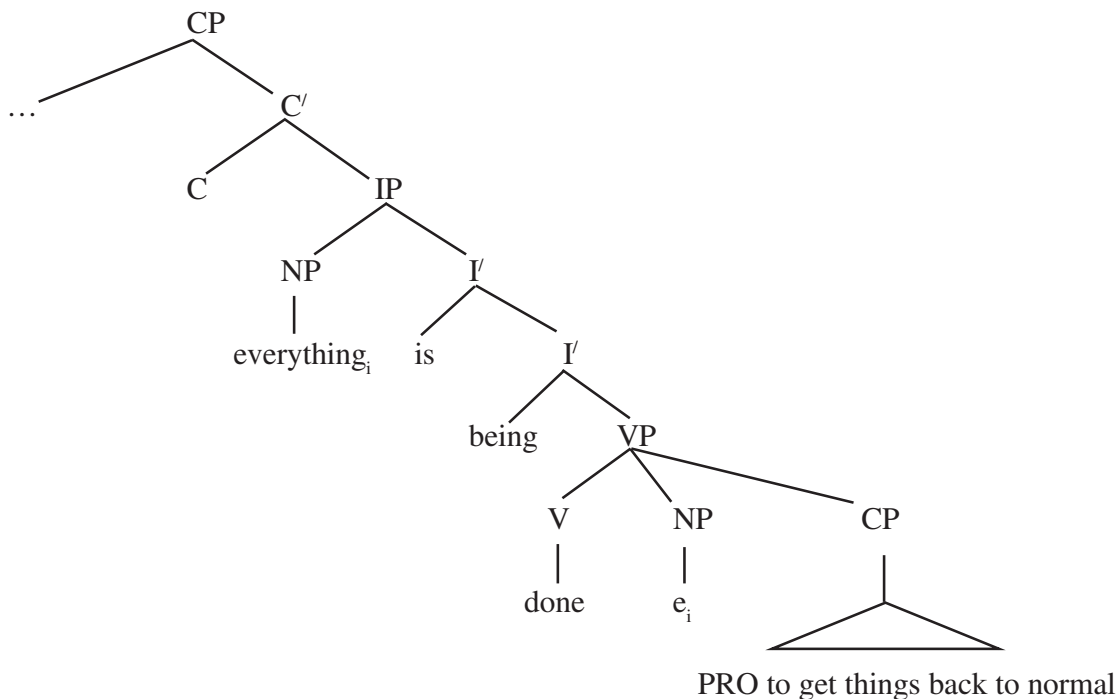 CP
… C/
C IP
NP I/
everythingi is I/
being VP
V NP CP
done ei
PRO to get things back to normal